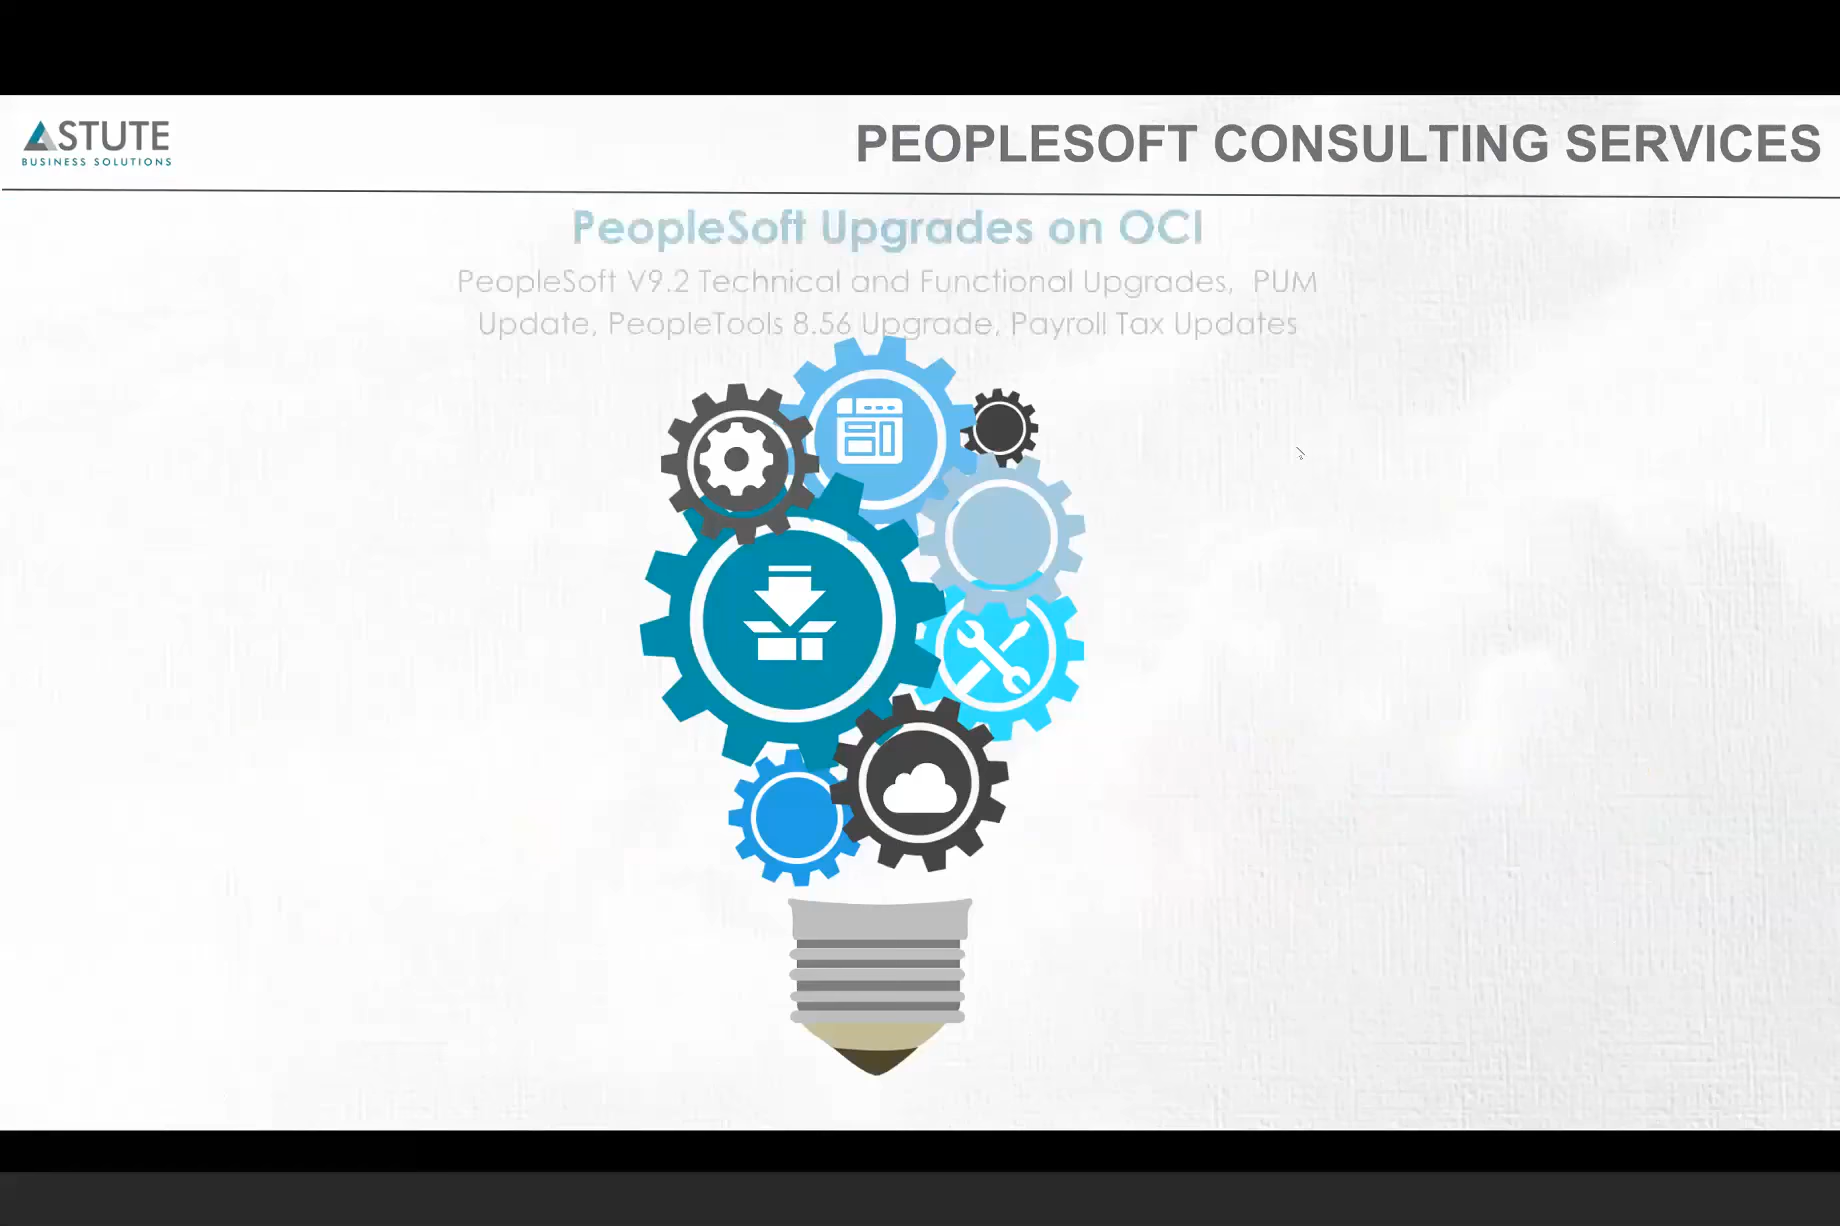 ASTUTE
BUSINESS SOLUTIONS
PEOPLESOFT CONSULTING SERVICES
PeopleSoft Upgrades on OCI
PeopleSoft V9.2 Technical and Functional Upgrades, PUM
Update, PeopleTools 8.56 Upgrade, Payroll Tax Updates